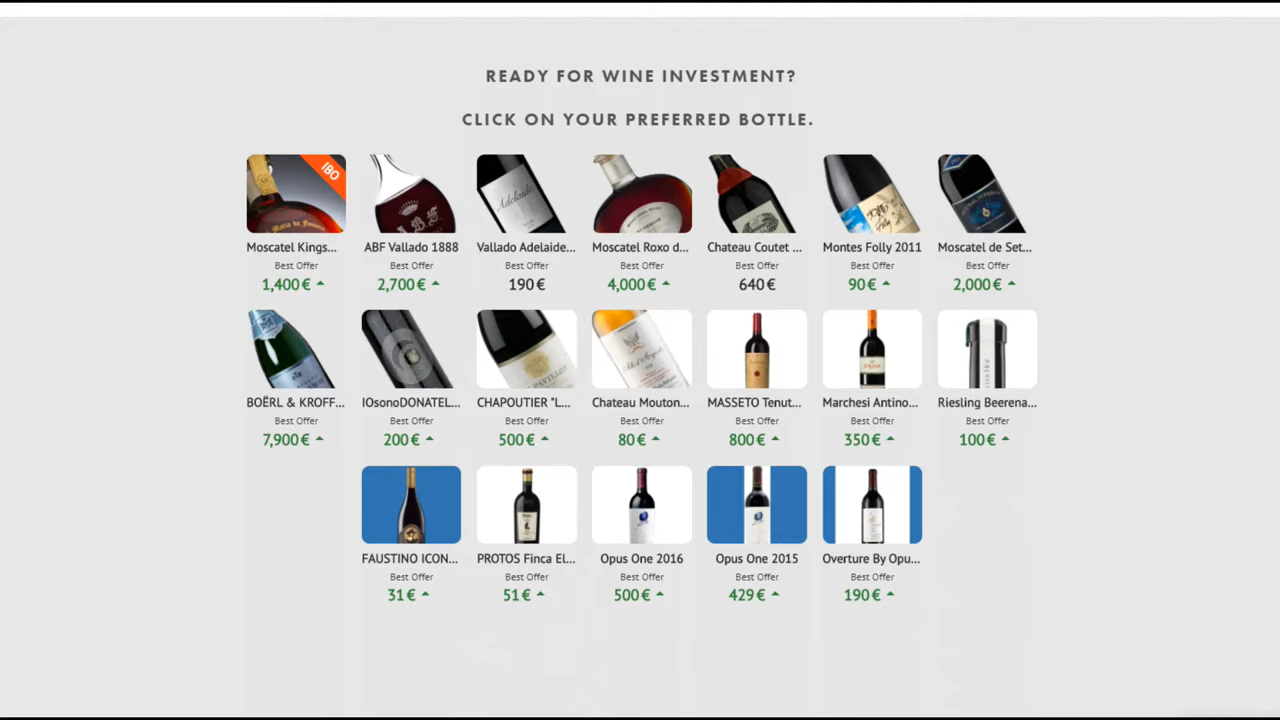 READY FOR WINE INVESTMENT?
CLICK ON YOUR PREFERRED BOTTLE.
IBO
Adelaide
Moscatel Kings... ABF Vallado 1888 Vallado Adelaide... Moscatel Roxo d... Chateau Coutet ... Montes Folly 2011 Moscatel de Set...
Best Offer Best Offer Best Offer Best Offer Best Offer Best Offer Best Offer
1,400 € 2,700 € 190 € 4,000 € 640 € 90 € 2,000 €
BOËRL & KROFF... IOsonoDONATEL... CHAPOUTIER "L... Chateau Mouton... MASSETO Tenut... Marchesi Antino... Riesling Beerena...
Best Offer Best Offer Best Offer Best Offer Best Offer Best Offer Best Offer
7,900 € 200 € 500 € 80 € 800 € 350 € 100 €
FAUSTINO ICON... PROTOS Finca El... Opus One 2016 Opus One 2015 Overture By Opu...
Best Offer Best Offer Best Offer Best Offer Best Offer
31 € 51 € 500 € 429 € 190 €